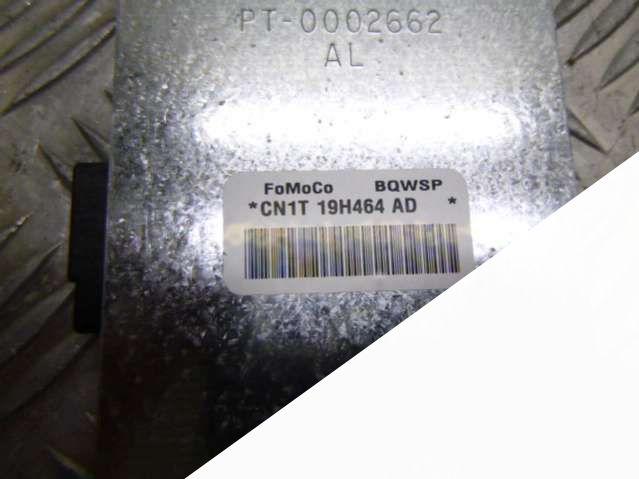 PT-0002662
AL
FoMoCo BQWSP
*CN1T 19H464 AD *